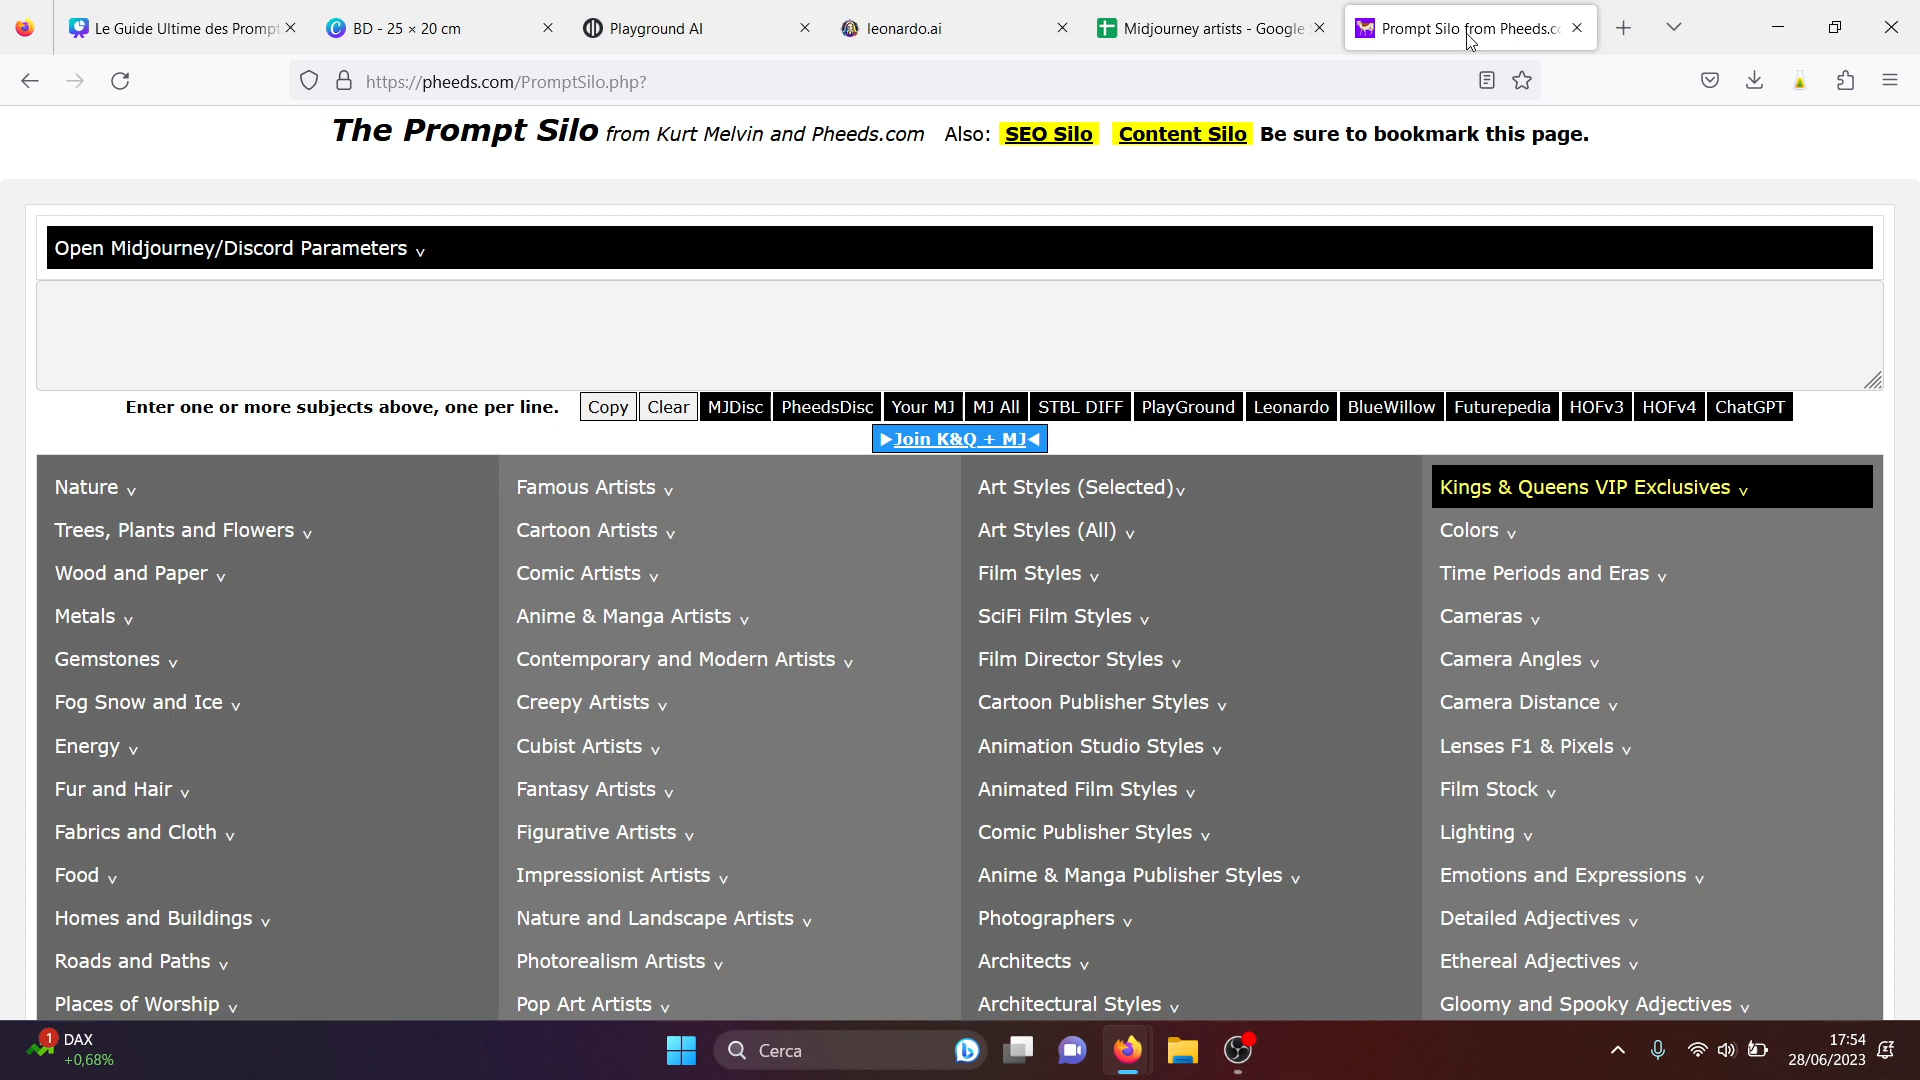 Le Guide Ultime des Prompt
BD - 25 × 20 cm
Playground AI
leonardo.ai
Midjourney artists - Google
Prompt Silo from Pheeds.co
https://pheeds.com/PromptSilo.php?
The Prompt Silo from Kurt Melvin and Pheeds.com Also: SEO Silo Content Silo Be sure to bookmark this page.
Open Midjourney/Discord Parameters v
Enter one or more subjects above, one per line. Copy Clear MJDisc PheedsDisc Your MJ MJ All STBL DIFF PlayGround Leonardo BlueWillow Futurepedia HOFv3 HOFv4 ChatGPT
▶Join K&Q + MJ◀
Nature v
Trees, Plants and Flowers v
Wood and Paper v
Metals v
Gemstones v
Fog Snow and Ice v
Energy v
Fur and Hair v
Fabrics and Cloth v
Food v
Homes and Buildings v
Roads and Paths v
Places of Worship v
Famous Artists v
Cartoon Artists v
Comic Artists v
Anime & Manga Artists v
Contemporary and Modern Artists v
Creepy Artists v
Cubist Artists v
Fantasy Artists v
Figurative Artists v
Impressionist Artists v
Nature and Landscape Artists v
Photorealism Artists v
Pop Art Artists v
Art Styles (Selected)v
Art Styles (All) v
Film Styles v
SciFi Film Styles v
Film Director Styles v
Cartoon Publisher Styles v
Animation Studio Styles v
Animated Film Styles v
Comic Publisher Styles v
Anime & Manga Publisher Styles v
Photographers v
Architects v
Architectural Styles v
Kings & Queens VIP Exclusives v
Colors v
Time Periods and Eras v
Cameras v
Camera Angles v
Camera Distance v
Lenses F1 & Pixels v
Film Stock v
Lighting v
Emotions and Expressions v
Detailed Adjectives v
Ethereal Adjectives v
Gloomy and Spooky Adjectives v
1
DAX
+0,68%
Cerca
17:54
28/06/2023